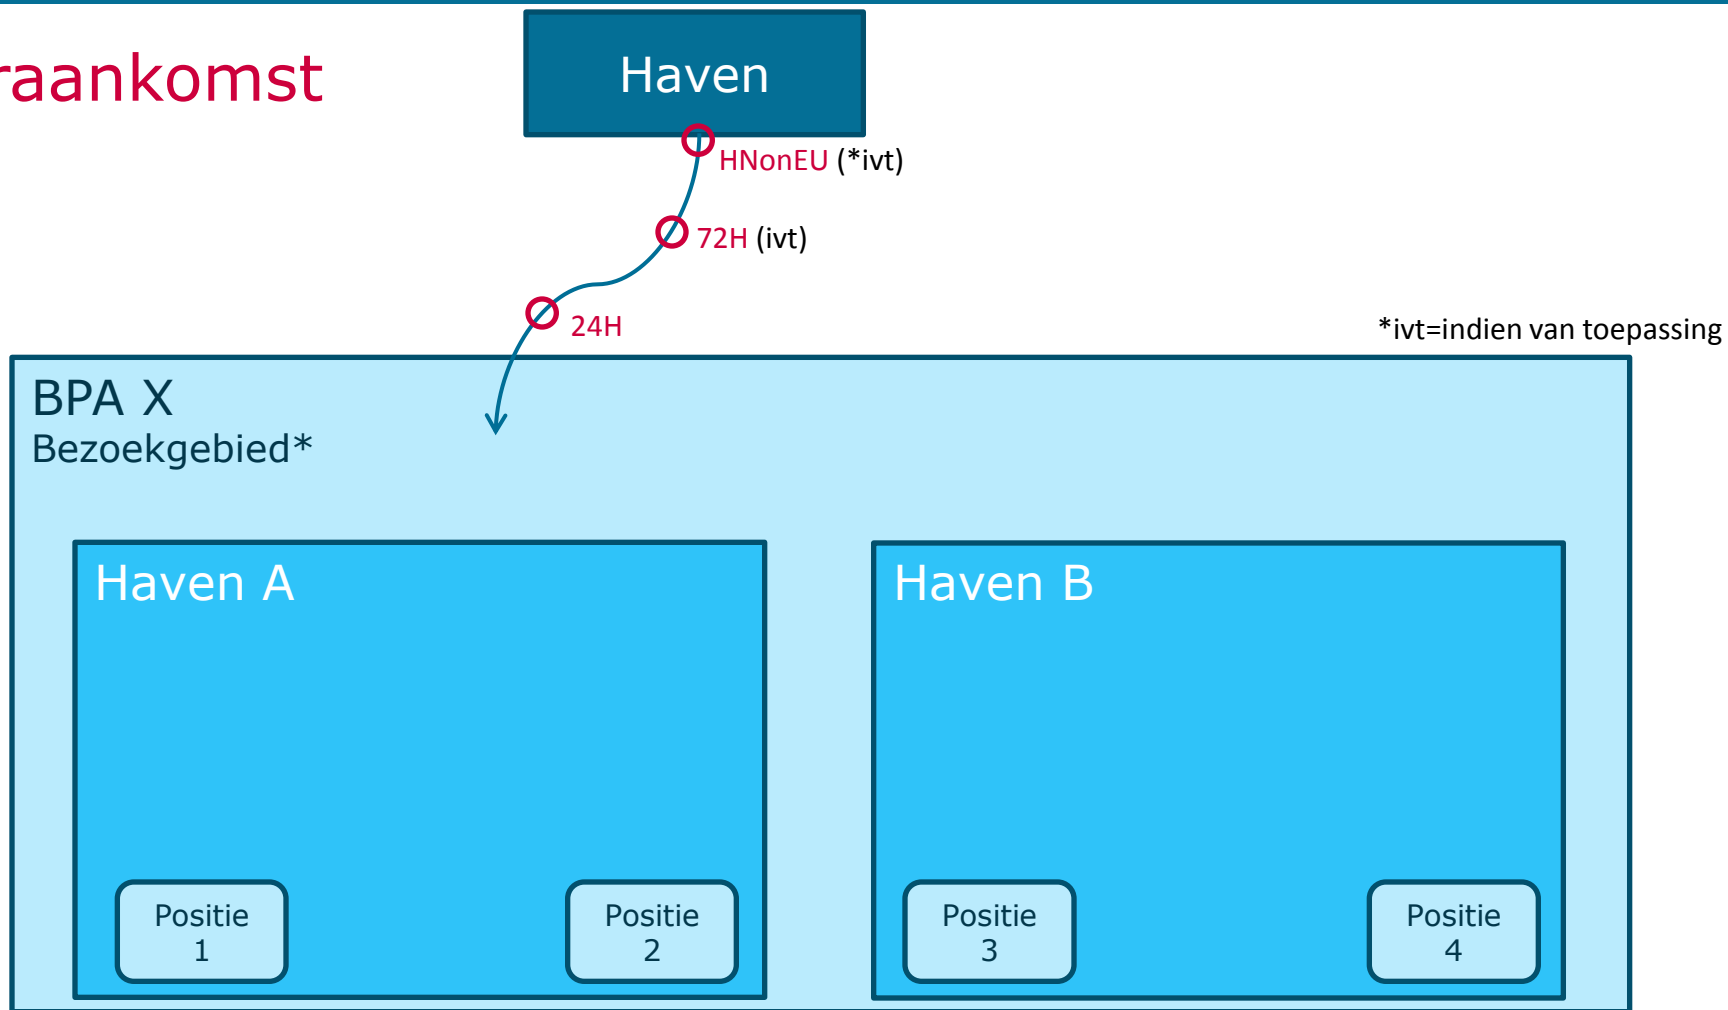 raankomst
Haven
HNonEU (*ivt)
72H (ivt)
24H
*ivt=indien van toepassing
BPA X
Bezoekgebied*
Haven A
Haven B
Positie
1
Positie
2
Positie
3
Positie
4